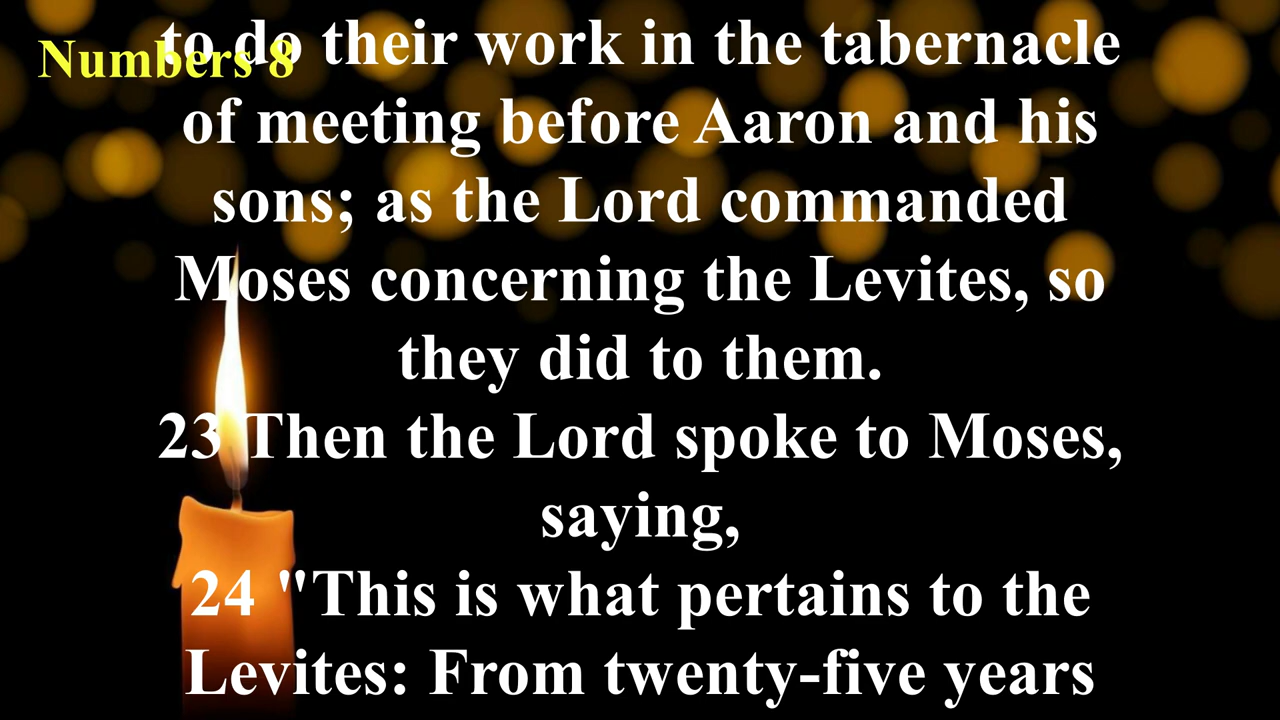 Numbers 8
to do their work in the tabernacle
of meeting before Aaron and his
sons; as the Lord commanded
Moses concerning the Levites, so
they did to them.
23 Then the Lord spoke to Moses,
saying,
24 "This is what pertains to the
Levites: From twenty-five years